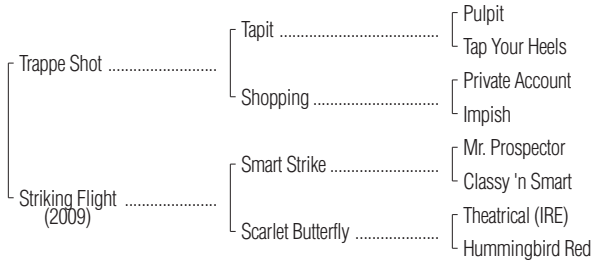 Pulpit
Tapit
Tap Your Heels
Trappe Shot
Private Account
Shopping
Impish
Mr. Prospector
Smart Strike
Classy 'n Smart
Striking Flight
(2009)
Theatrical (IRE)
Scarlet Butterfly
Hummingbird Red